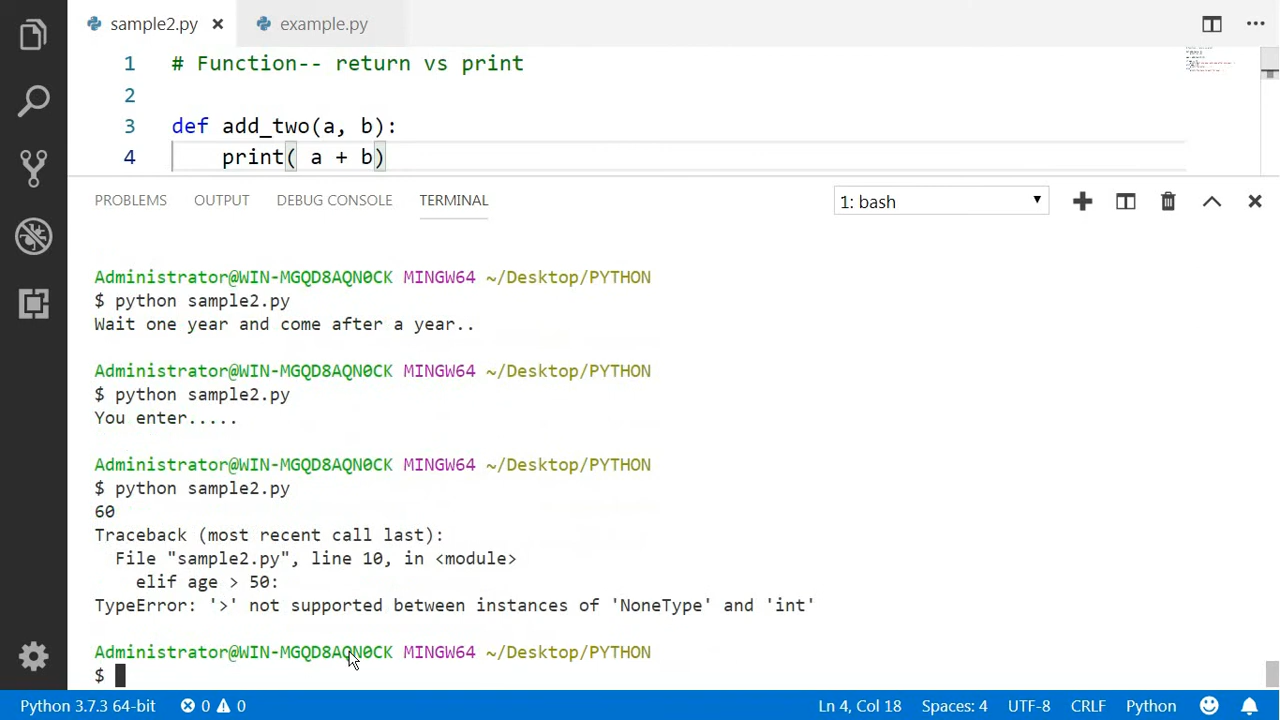 sample2.py × example.py
1 # Function-- return vs print
2
3 def add_two(a, b):
4 print( a + b)
PROBLEMS OUTPUT DEBUG CONSOLE TERMINAL 1: bash
Administrator@WIN-MGQD8AQN0CK MINGW64 ~/Desktop/PYTHON
$ python sample2.py
Wait one year and come after a year..
Administrator@WIN-MGQD8AQN0CK MINGW64 ~/Desktop/PYTHON
$ python sample2.py
You enter.....
Administrator@WIN-MGQD8AQN0CK MINGW64 ~/Desktop/PYTHON
$ python sample2.py
60
Traceback (most recent call last):
File "sample2.py", line 10, in <module>
elif age > 50:
TypeError: '>' not supported between instances of 'NoneType' and 'int'
Administrator@WIN-MGQD8AQN0CK MINGW64 ~/Desktop/PYTHON
$
Python 3.7.3 64-bit 0 0 Ln 4, Col 18 Spaces: 4 UTF-8 CRLF Python